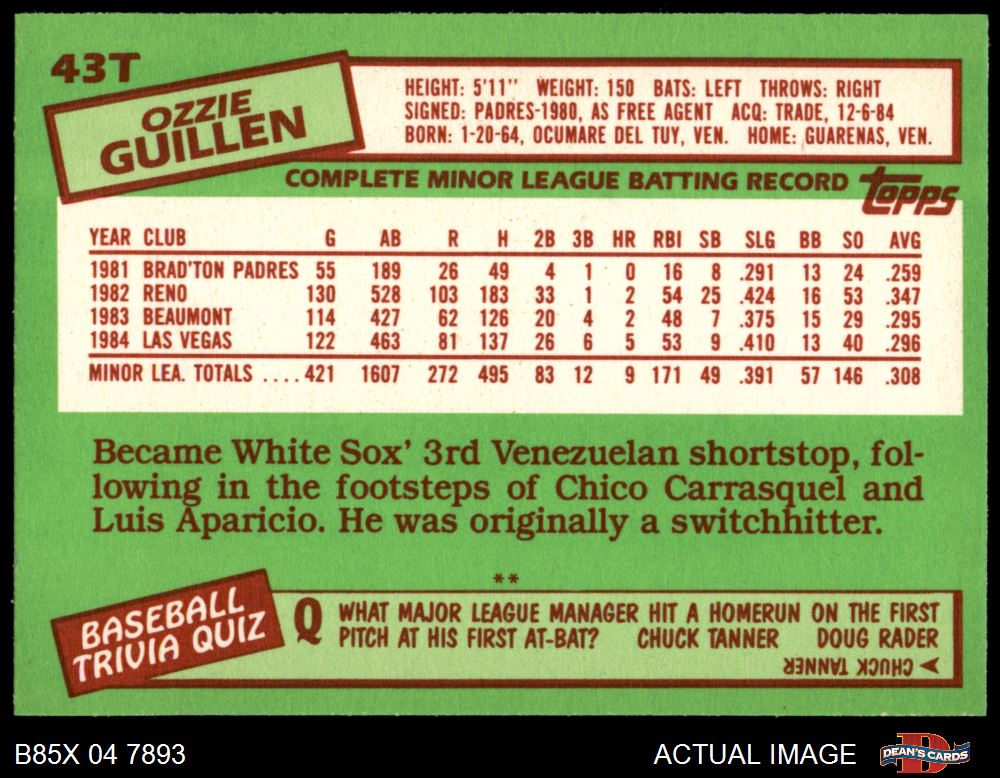 43T
OZZIE
GUILLEN
HEIGHT: 5'11" WEIGHT: 150 BATS: LEFT THROWS: RIGHT
SIGNED: PADRES-1980, AS FREE AGENT ACQ: TRADE, 12-6-84
BORN: 1-20-64, OCUMARE DEL TUY, VEN. HOME: GUARENAS, VEN.
COMPLETE MINOR LEAGUE BATTING RECORD
topps
YEAR CLUB G AB R H 2B 3B HR RBI SB SLG BB SO AVG
1981 BRAD'TON PADRES 55 189 26 49 4 1 0 16 8 .291 13 24 .259
1982 RENO 130 528 103 183 33 1 2 54 25 .424 16 53 .347
1983 BEAUMONT 114 427 62 126 20 4 2 48 7 .375 15 29 .295
1984 LAS VEGAS 122 463 81 137 26 6 5 53 9 .410 13 40 .296
MINOR LEA. TOTALS ....421 1607 272 495 83 12 9 171 49 .391 57 146 .308
Became White Sox' 3rd Venezuelan shortstop, fol-
lowing in the footsteps of Chico Carrasquel and
Luis Aparicio. He was originally a switchhitter.
**
BASEBALL
TRIVIA QUIZ
Q WHAT MAJOR LEAGUE MANAGER HIT A HOMERUN ON THE FIRST
PITCH AT HIS FIRST AT-BAT? CHUCK TANNER DOUG RADER
CHUCK TANNER
B85X 04 7893
ACTUAL IMAGE
D
DEAN'S CARDS